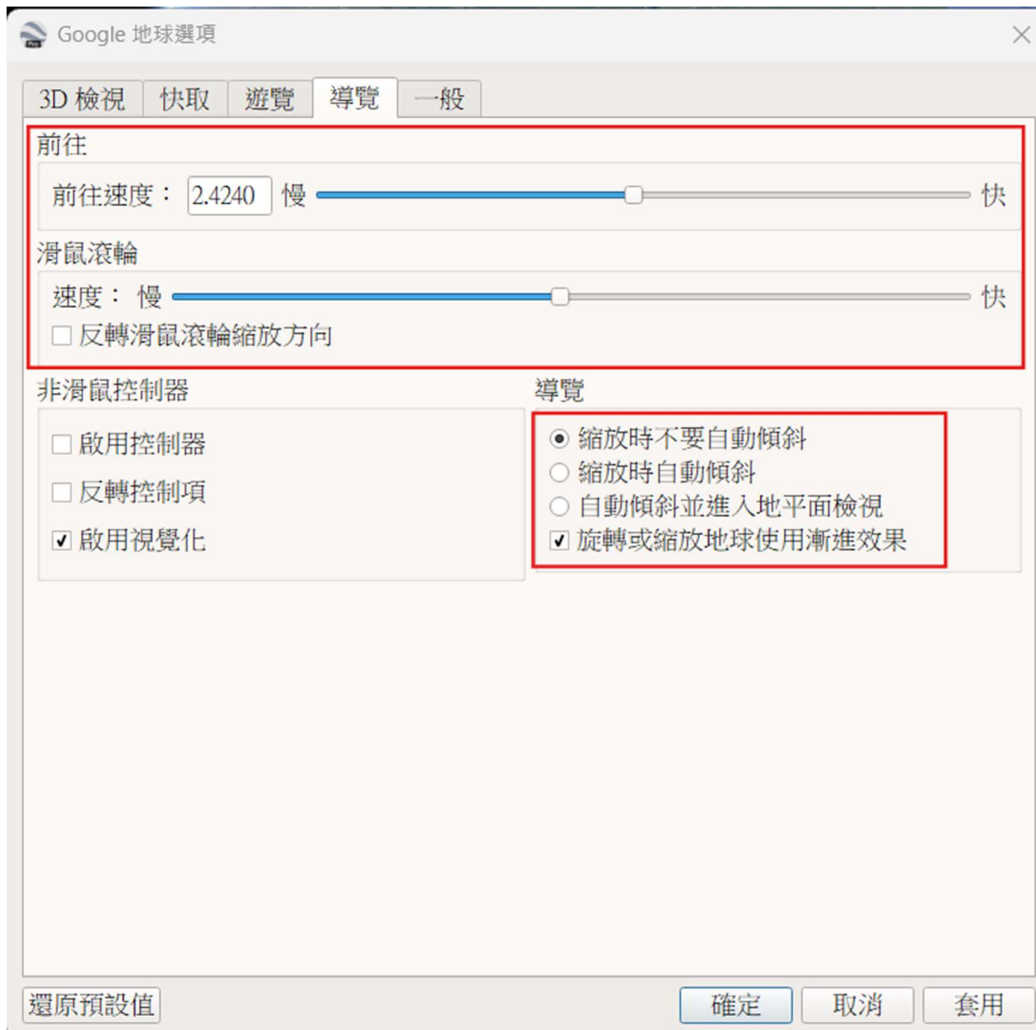 Google 地球選項
3D 檢視 快取 遊覽 導覽 一般
前往
前往速度： 2.4240 慢 快
滑鼠滾輪
速度： 慢 快
反轉滑鼠滾輪縮放方向
非滑鼠控制器
啟用控制器
反轉控制項
啟用視覺化
導覽
縮放時不要自動傾斜
縮放時自動傾斜
自動傾斜並進入地平面檢視
旋轉或縮放地球使用漸進效果
還原預設值 確定 取消 套用